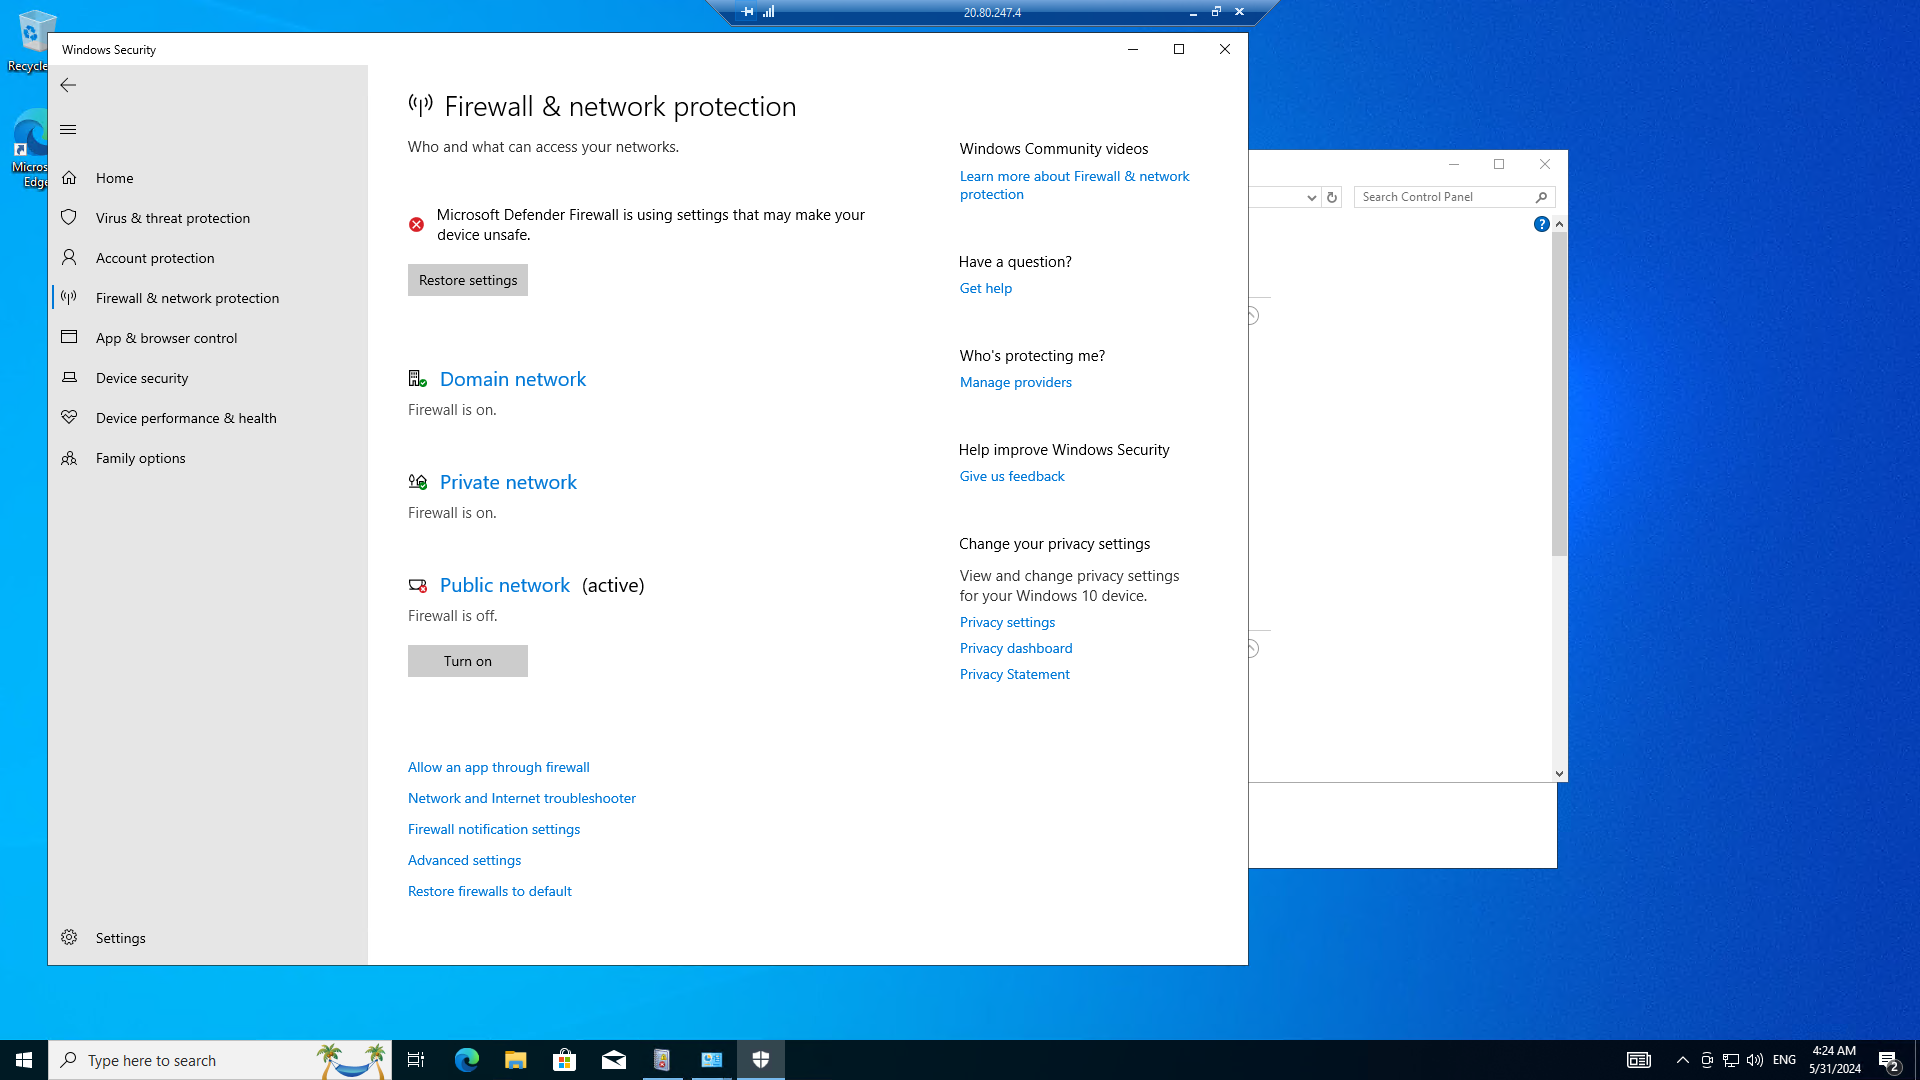 20.80.247.4
Recycle
Micros
Edge
Windows Security
Home
Virus & threat protection
Account protection
Firewall & network protection
App & browser control
Device security
Device performance & health
Family options
Settings
Firewall & network protection
Who and what can access your networks.
Microsoft Defender Firewall is using settings that may make your
device unsafe.
Restore settings
Domain network
Firewall is on.
Private network
Firewall is on.
Public network (active)
Firewall is off.
Turn on
Allow an app through firewall
Network and Internet troubleshooter
Firewall notification settings
Advanced settings
Restore firewalls to default
Windows Community videos
Learn more about Firewall & network
protection
Have a question?
Get help
Who's protecting me?
Manage providers
Help improve Windows Security
Give us feedback
Change your privacy settings
View and change privacy settings
for your Windows 10 device.
Privacy settings
Privacy dashboard
Privacy Statement
Search Control Panel
Type here to search
ENG
4:24 AM
5/31/2024
2